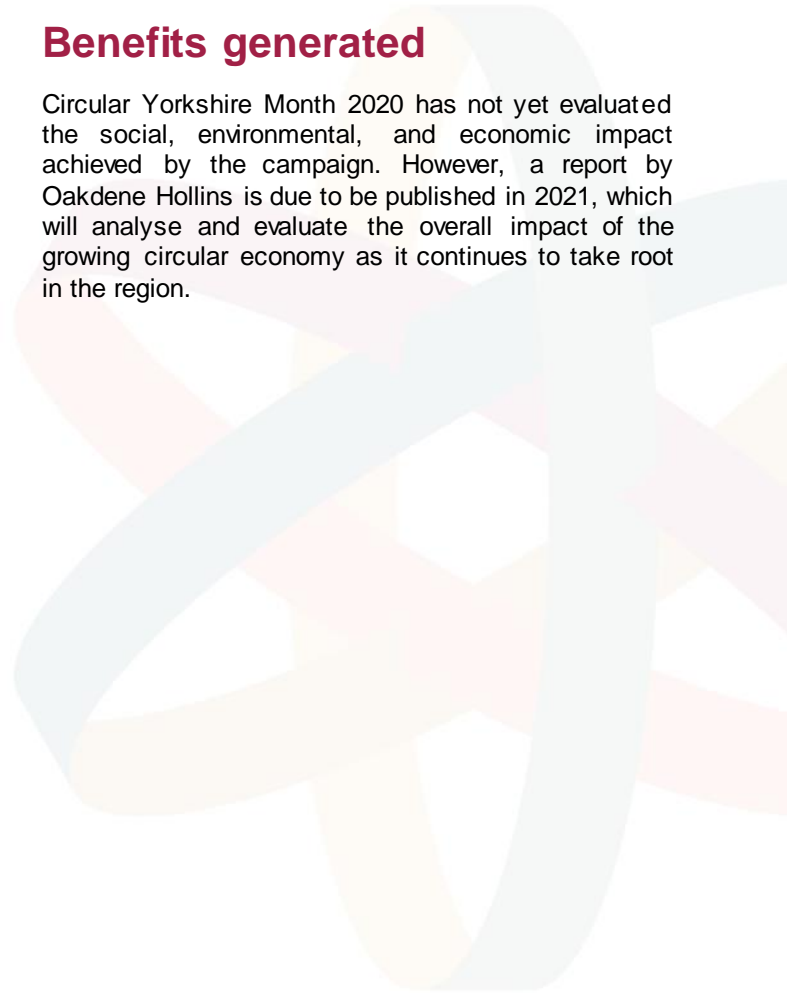 Benefits generated
Circular Yorkshire Month 2020 has not yet evaluated
the social, environmental, and economic impact
achieved by the campaign. However, a report by
Oakdene Hollins is due to be published in 2021, which
will analyse and evaluate the overall impact of the
growing circular economy as it continues to take root
in the region.